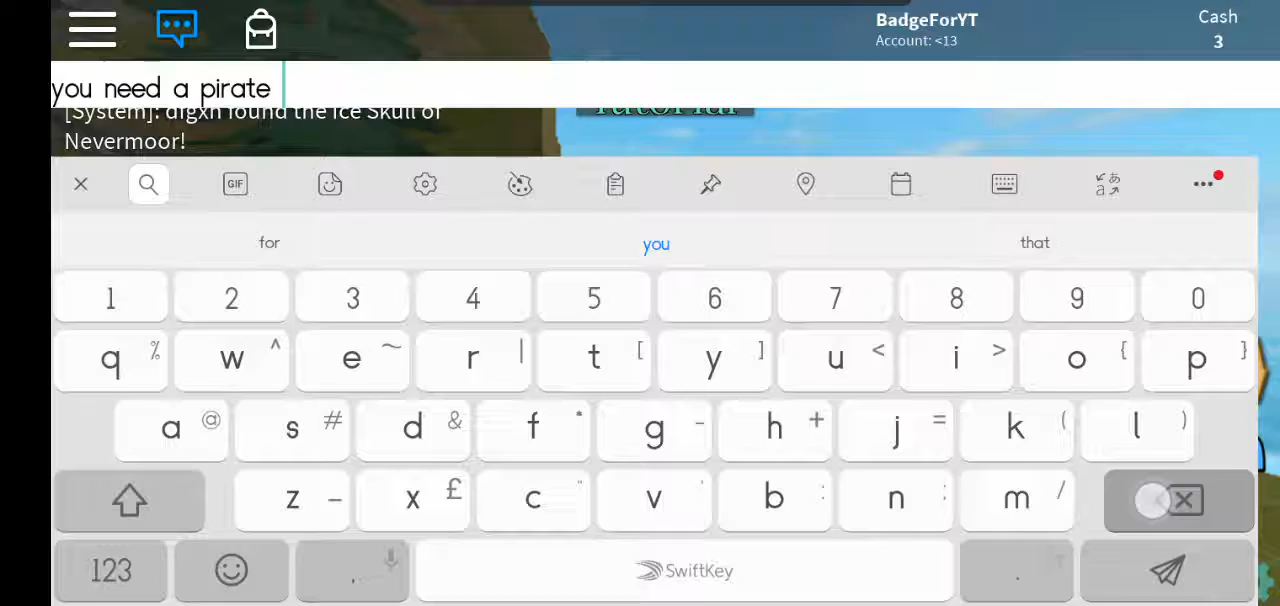 BadgeForYT
Account: <13
Cash
3
you need a pirate
[System]: digxn found the Ice Skull of
Nevermoor!
Tutorial
GIF
for you that
1 2 3 4 5 6 7 8 9 0
q % w ^ e ~ r | t [ y ] u < i > o { p }
a @ s # d & f * g - h + j = k ( l )
z _ x £ c " v ' b : n ; m /
123 , SwiftKey .